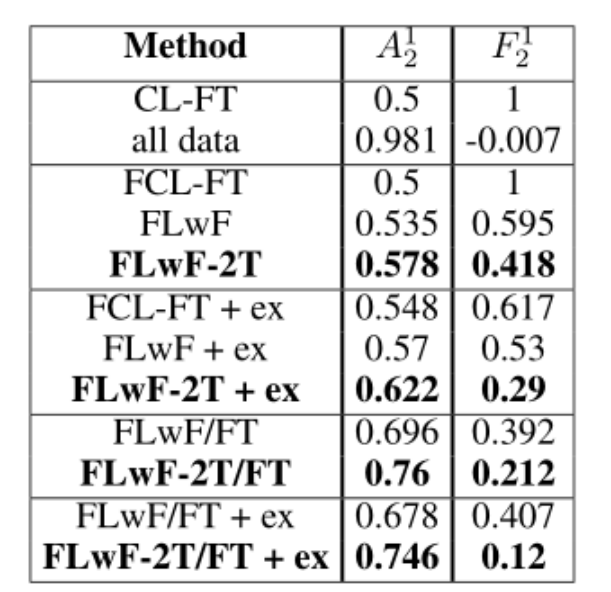 Method A₂¹ F₂¹
CL-FT 0.5 1
all data 0.981 -0.007
FCL-FT 0.5 1
FLwF 0.535 0.595
FLwF-2T 0.578 0.418
FCL-FT + ex 0.548 0.617
FLwF + ex 0.57 0.53
FLwF-2T + ex 0.622 0.29
FLwF/FT 0.696 0.392
FLwF-2T/FT 0.76 0.212
FLwF/FT + ex 0.678 0.407
FLwF-2T/FT + ex 0.746 0.12